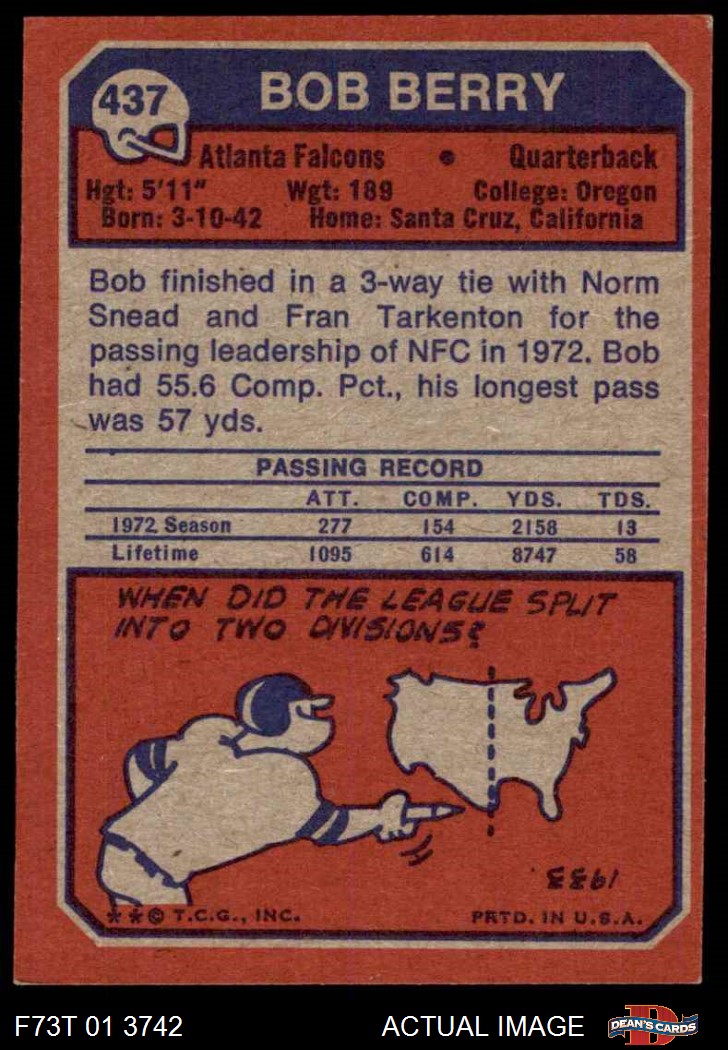 437
BOB BERRY
Atlanta Falcons • Quarterback
Hgt: 5'11" Wgt: 189 College: Oregon
Born: 3-10-42 Home: Santa Cruz, California
Bob finished in a 3-way tie with Norm
Snead and Fran Tarkenton for the
passing leadership of NFC in 1972. Bob
had 55.6 Comp. Pct., his longest pass
was 57 yds.
PASSING RECORD
ATT. COMP. YDS. TDS.
1972 Season 277 154 2158 13
Lifetime 1095 614 8747 58
WHEN DID THE LEAGUE SPLIT
INTO TWO DIVISIONS?
1933
**© T.C.G., INC. PRTD. IN U.S.A.
F73T 01 3742 ACTUAL IMAGE
D
DEAN'S CARDS